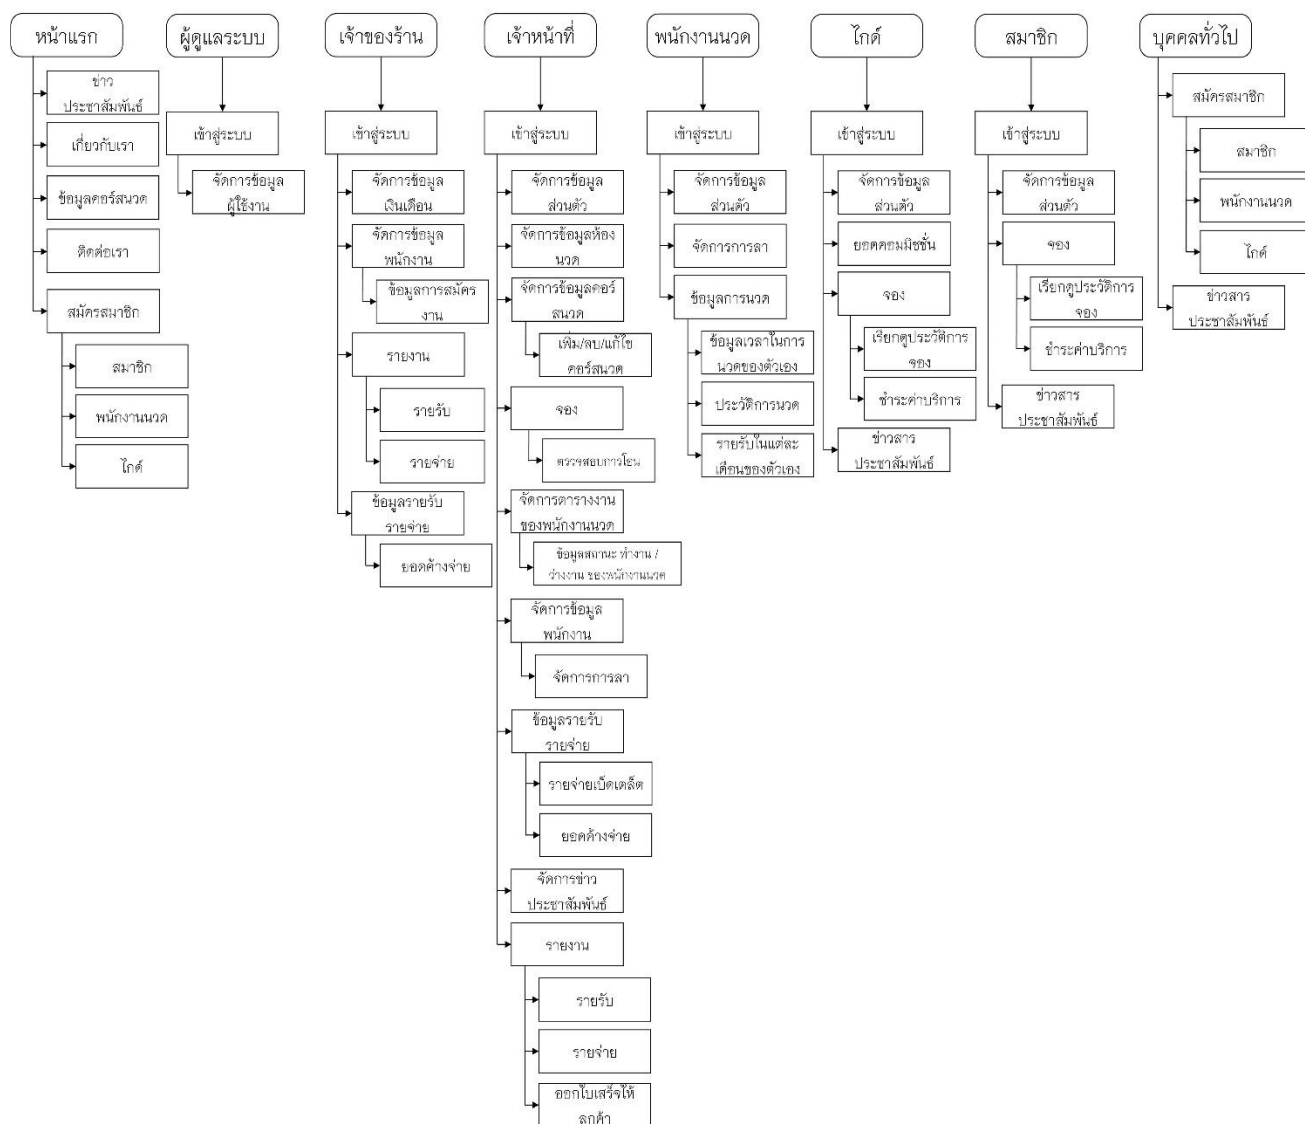 หน้าแรก
ข่าว
ประชาสัมพันธ์
เกี่ยวกับเรา
ข้อมูลคอร์สนวด
ติดต่อเรา
สมัครสมาชิก
สมาชิก
พนักงานนวด
ไกด์
ผู้ดูแลระบบ
เข้าสู่ระบบ
จัดการข้อมูล
ผู้ใช้งาน
เจ้าของร้าน
เข้าสู่ระบบ
จัดการข้อมูล
เงินเดือน
จัดการข้อมูล
พนักงาน
ข้อมูลการสมัคร
งาน
รายงาน
รายรับ
รายจ่าย
ข้อมูลรายรับ
รายจ่าย
ยอดค้างจ่าย
เจ้าหน้าที่
เข้าสู่ระบบ
จัดการข้อมูล
ส่วนตัว
จัดการข้อมูลห้อง
นวด
จัดการข้อมูลคอร์
สนวด
เพิ่ม/ลบ/แก้ไข
คอร์สนวด
จอง
ตรวจสอบการโอน
จัดการตารางงาน
ของพนักงานนวด
ข้อมูลสถานะ ทำงาน /
ว่างงาน ของพนักงานนวด
จัดการข้อมูล
พนักงาน
จัดการการลา
ข้อมูลรายรับ
รายจ่าย
รายจ่ายเบ็ดเตล็ด
ยอดค้างจ่าย
จัดการข่าว
ประชาสัมพันธ์
รายงาน
รายรับ
รายจ่าย
ออกใบเสร็จให้
ลูกค้า
พนักงานนวด
เข้าสู่ระบบ
จัดการข้อมูล
ส่วนตัว
จัดการการลา
ข้อมูลการนวด
ข้อมูลเวลาในการ
นวดของตัวเอง
ประวัติการนวด
รายรับในแต่ละ
เดือนของตัวเอง
ไกด์
เข้าสู่ระบบ
จัดการข้อมูล
ส่วนตัว
ยอดคอมมิชชั่น
จอง
เรียกดูประวัติการ
จอง
ชำระค่าบริการ
ข่าวสาร
ประชาสัมพันธ์
สมาชิก
เข้าสู่ระบบ
จัดการข้อมูล
ส่วนตัว
จอง
เรียกดูประวัติการ
จอง
ชำระค่าบริการ
ข่าวสาร
ประชาสัมพันธ์
บุคคลทั่วไป
สมัครสมาชิก
สมาชิก
พนักงานนวด
ไกด์
ข่าวสาร
ประชาสัมพันธ์